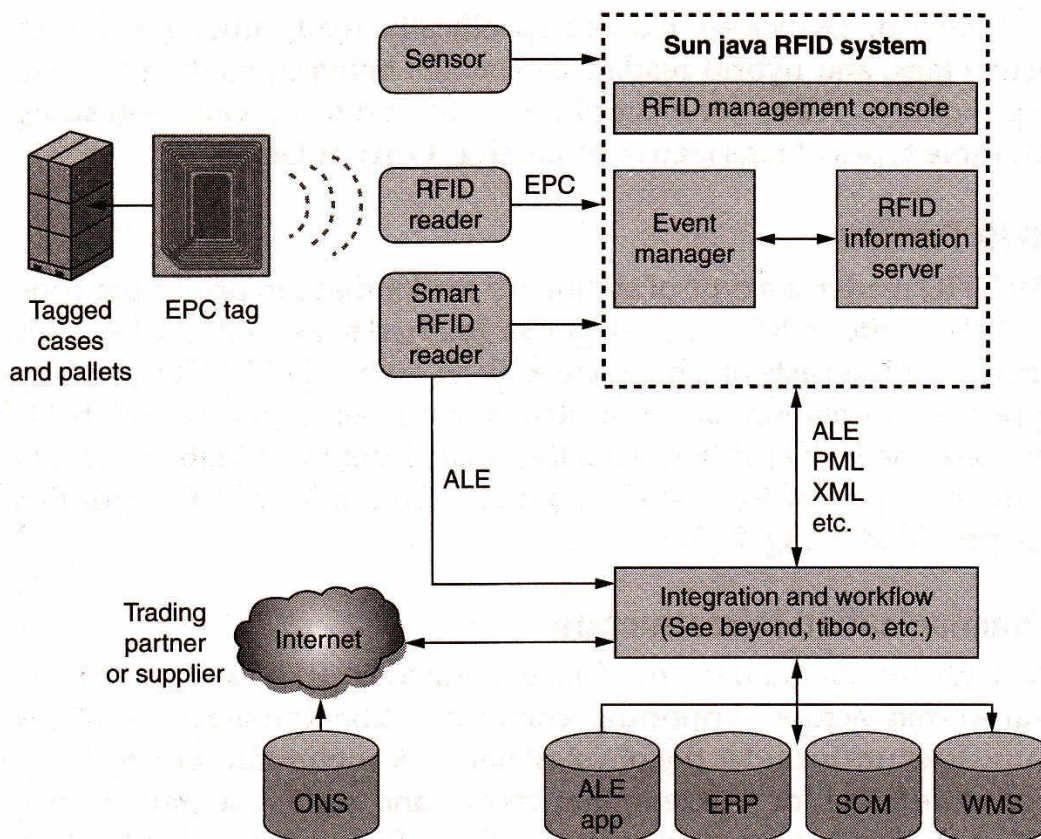 Sensor
Sun java RFID system
RFID management console
RFID
reader
EPC
Event
manager
RFID
information
server
Tagged
cases
and pallets
EPC tag
Smart
RFID
reader
ALE
ALE
PML
XML
etc.
Integration and workflow
(See beyond, tiboo, etc.)
Trading
partner
or supplier
Internet
ONS
ALE
app
ERP
SCM
WMS